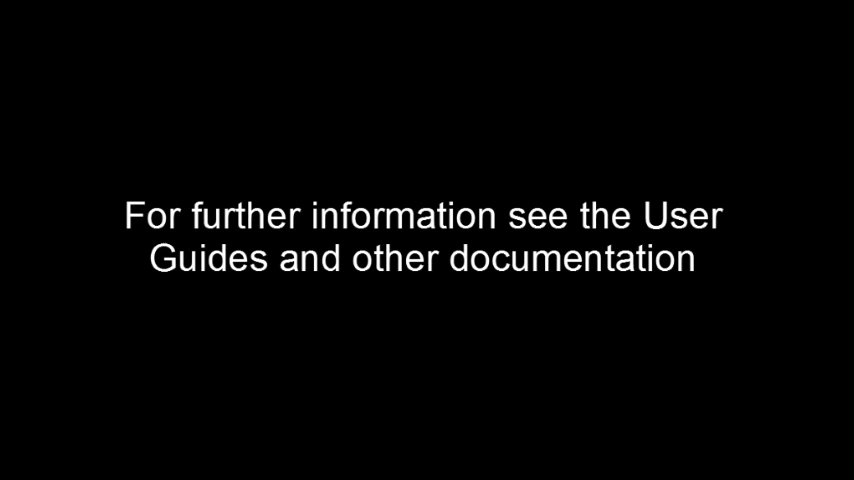 For further information see the User
Guides and other documentation